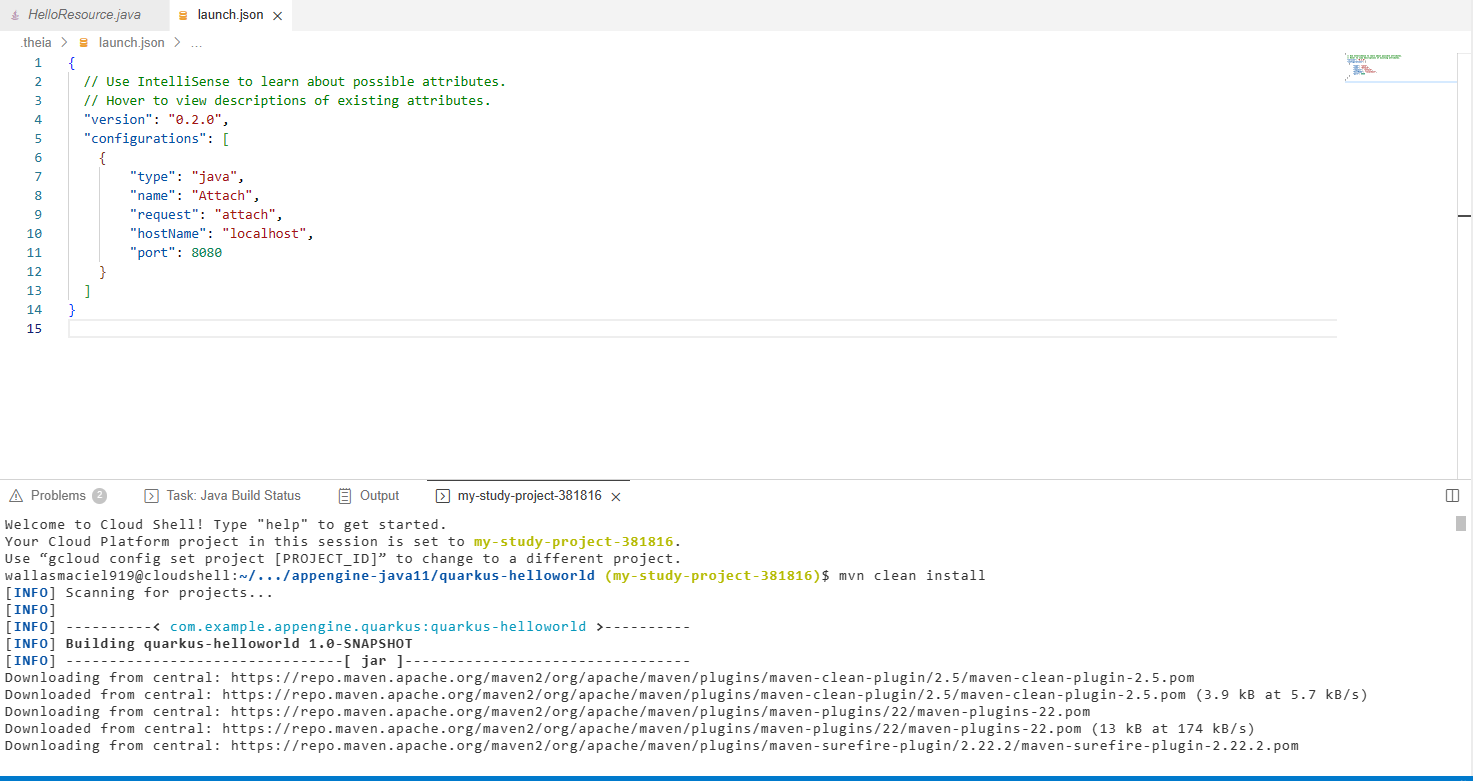 HelloResource.java
launch.json
.theia > launch.json > ...
1 {
2 // Use IntelliSense to learn about possible attributes.
3 // Hover to view descriptions of existing attributes.
4 "version": "0.2.0",
5 "configurations": [
6 {
7 "type": "java",
8 "name": "Attach",
9 "request": "attach",
10 "hostName": "localhost",
11 "port": 8080
12 }
13 ]
14 }
15
Problems 2 Task: Java Build Status Output my-study-project-381816
Welcome to Cloud Shell! Type "help" to get started.
Your Cloud Platform project in this session is set to my-study-project-381816.
Use “gcloud config set project [PROJECT_ID]” to change to a different project.
wallasmaciel919@cloudshell:~/.../appengine-java11/quarkus-helloworld (my-study-project-381816)$ mvn clean install
[INFO] Scanning for projects...
[INFO]
[INFO] ----------< com.example.appengine.quarkus:quarkus-helloworld >----------
[INFO] Building quarkus-helloworld 1.0-SNAPSHOT
[INFO] --------------------------------[ jar ]---------------------------------
Downloading from central: https://repo.maven.apache.org/maven2/org/apache/maven/plugins/maven-clean-plugin/2.5/maven-clean-plugin-2.5.pom
Downloaded from central: https://repo.maven.apache.org/maven2/org/apache/maven/plugins/maven-clean-plugin/2.5/maven-clean-plugin-2.5.pom (3.9 kB at 5.7 kB/s)
Downloading from central: https://repo.maven.apache.org/maven2/org/apache/maven/plugins/maven-plugins/22/maven-plugins-22.pom
Downloaded from central: https://repo.maven.apache.org/maven2/org/apache/maven/plugins/maven-plugins/22/maven-plugins-22.pom (13 kB at 174 kB/s)
Downloading from central: https://repo.maven.apache.org/maven2/org/apache/maven/plugins/maven-surefire-plugin/2.22.2/maven-surefire-plugin-2.22.2.pom